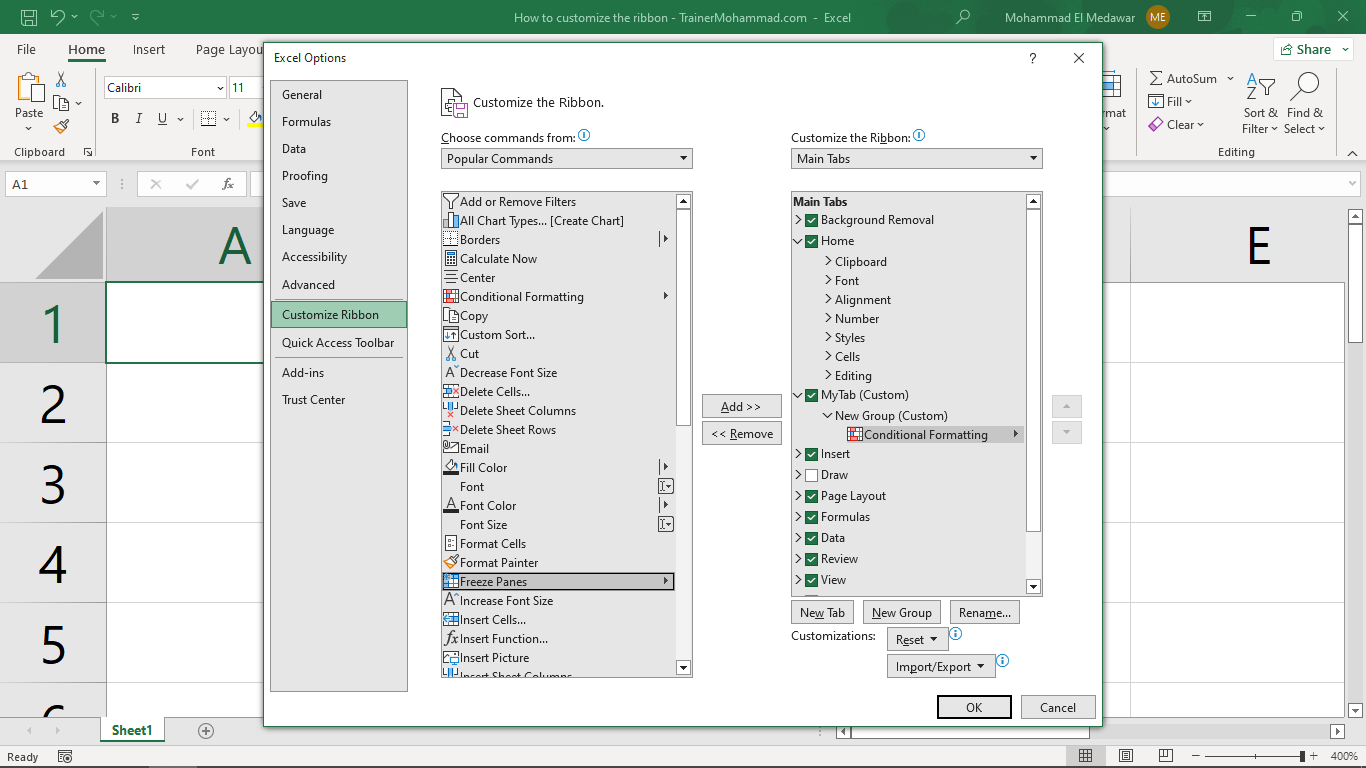 How to customize the ribbon - TrainerMohammad.com - Excel
Mohammad El Medawar
ME
File
Home
Insert
Page Layou
Share
Paste
Clipboard
Calibri
11
B I U
Font
rmat
AutoSum
Fill
Clear
Sort &
Filter
Find &
Select
Editing
A1
fx
A
E
1
2
3
4
5
6
Excel Options
?
General
Formulas
Data
Proofing
Save
Language
Accessibility
Advanced
Customize Ribbon
Quick Access Toolbar
Add-ins
Trust Center
Customize the Ribbon.
Choose commands from:
Popular Commands
Add or Remove Filters
All Chart Types... [Create Chart]
Borders
Calculate Now
Center
Conditional Formatting
Copy
Custom Sort...
Cut
Decrease Font Size
Delete Cells...
Delete Sheet Columns
Delete Sheet Rows
Email
Fill Color
Font
Font Color
Font Size
Format Cells
Format Painter
Freeze Panes
Increase Font Size
Insert Cells...
Insert Function...
Insert Picture
Insert Sheet Columns
Add >>
<< Remove
Customize the Ribbon:
Main Tabs
Main Tabs
Background Removal
Home
Clipboard
Font
Alignment
Number
Styles
Cells
Editing
MyTab (Custom)
New Group (Custom)
Conditional Formatting
Insert
Draw
Page Layout
Formulas
Data
Review
View
New Tab
New Group
Rename...
Customizations:
Reset
Import/Export
OK
Cancel
Sheet1
Ready
400%